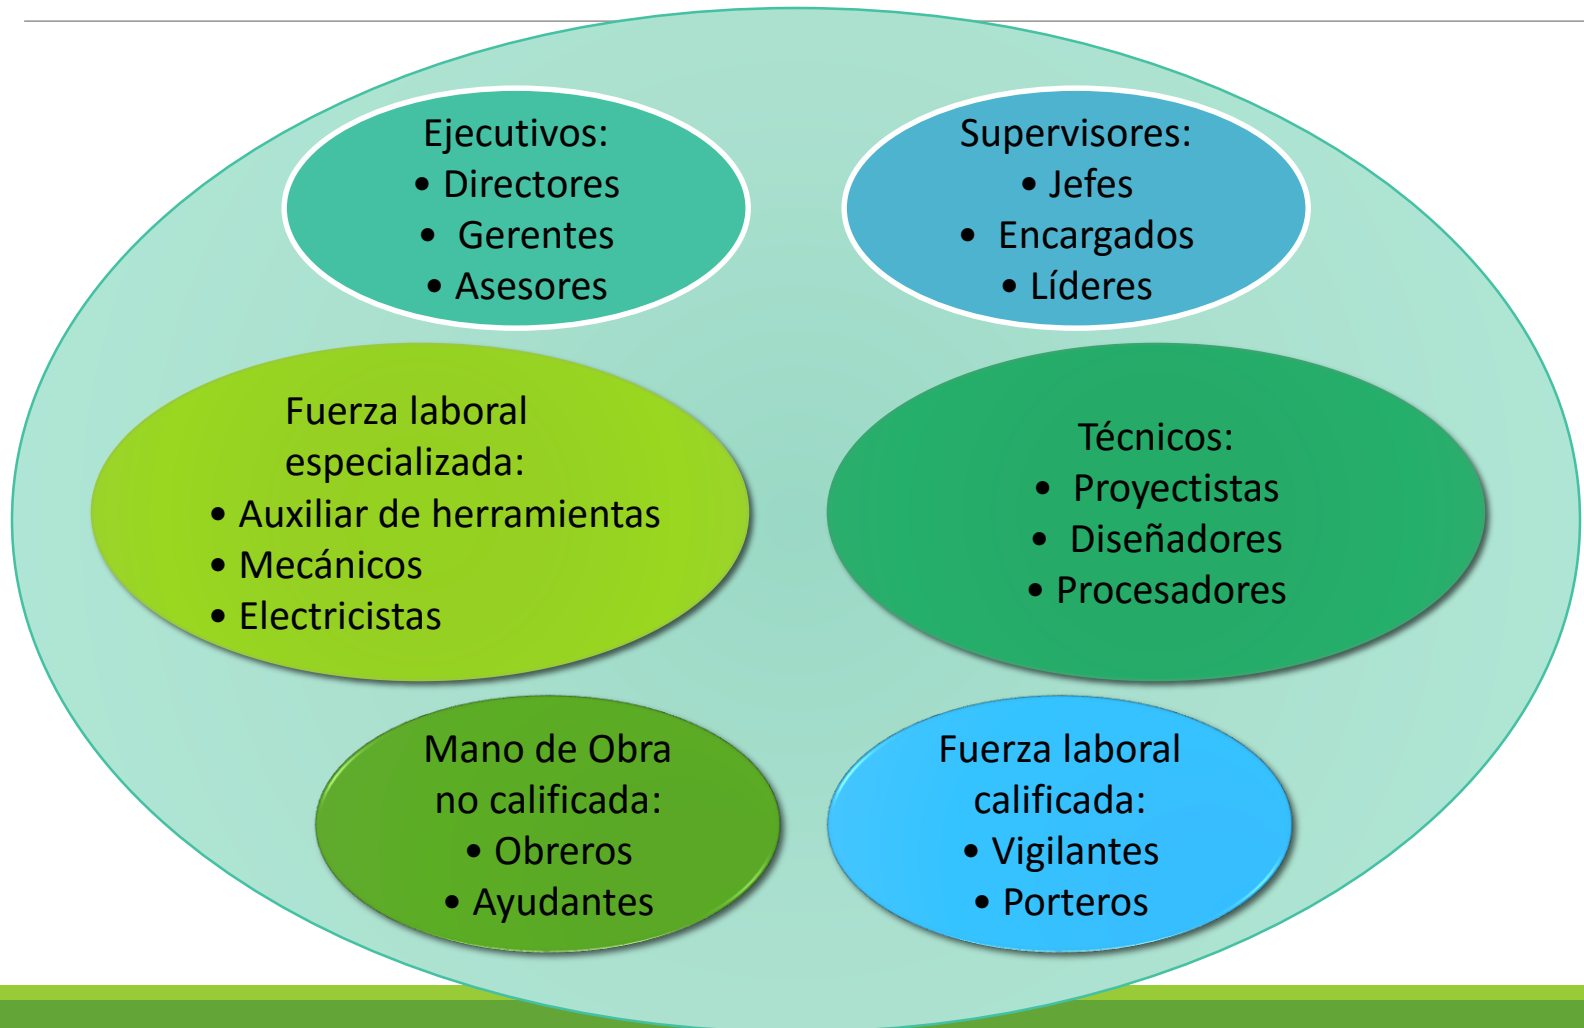 Ejecutivos:
• Directores
• Gerentes
• Asesores
Supervisores:
• Jefes
• Encargados
• Líderes
Fuerza laboral
especializada:
• Auxiliar de herramientas
• Mecánicos
• Electricistas
Técnicos:
• Proyectistas
• Diseñadores
• Procesadores
Mano de Obra
no calificada:
• Obreros
• Ayudantes
Fuerza laboral
calificada:
• Vigilantes
• Porteros